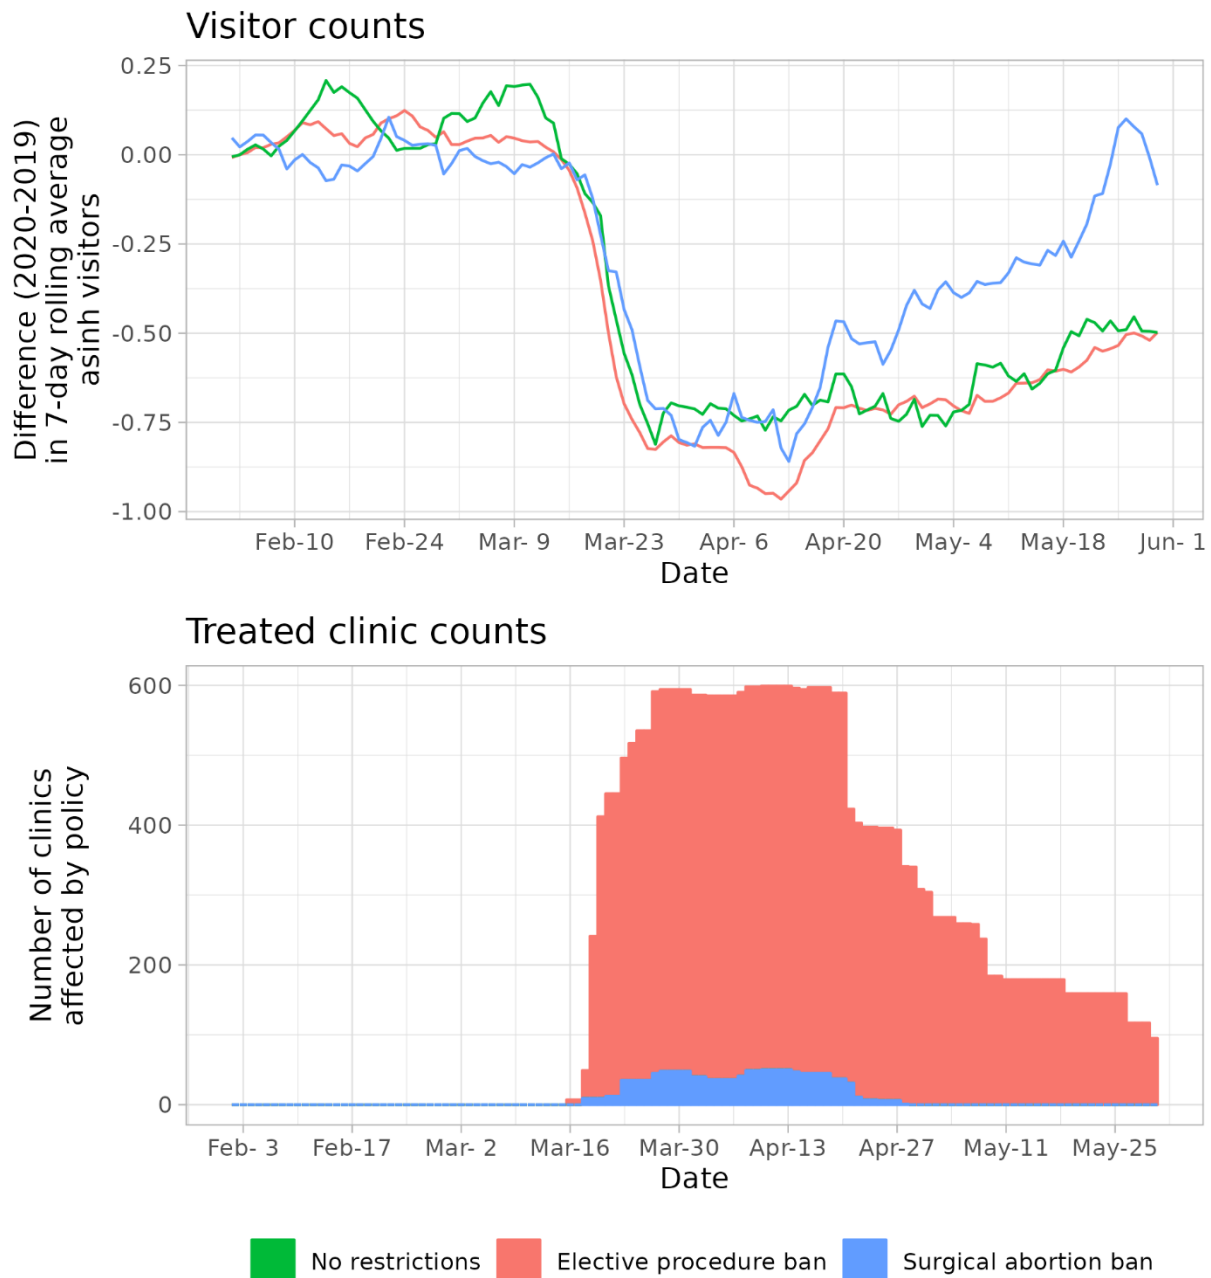 Visitor counts
Difference (2020-2019)
in 7-day rolling average
asinh visitors
0.25
0.00
-0.25
-0.50
-0.75
-1.00
Feb-10 Feb-24 Mar- 9 Mar-23 Apr- 6 Apr-20 May- 4 May-18 Jun- 1
Date
Treated clinic counts
Number of clinics
affected by policy
600
400
200
0
Feb- 3 Feb-17 Mar- 2 Mar-16 Mar-30 Apr-13 Apr-27 May-11 May-25
Date
No restrictions Elective procedure ban Surgical abortion ban